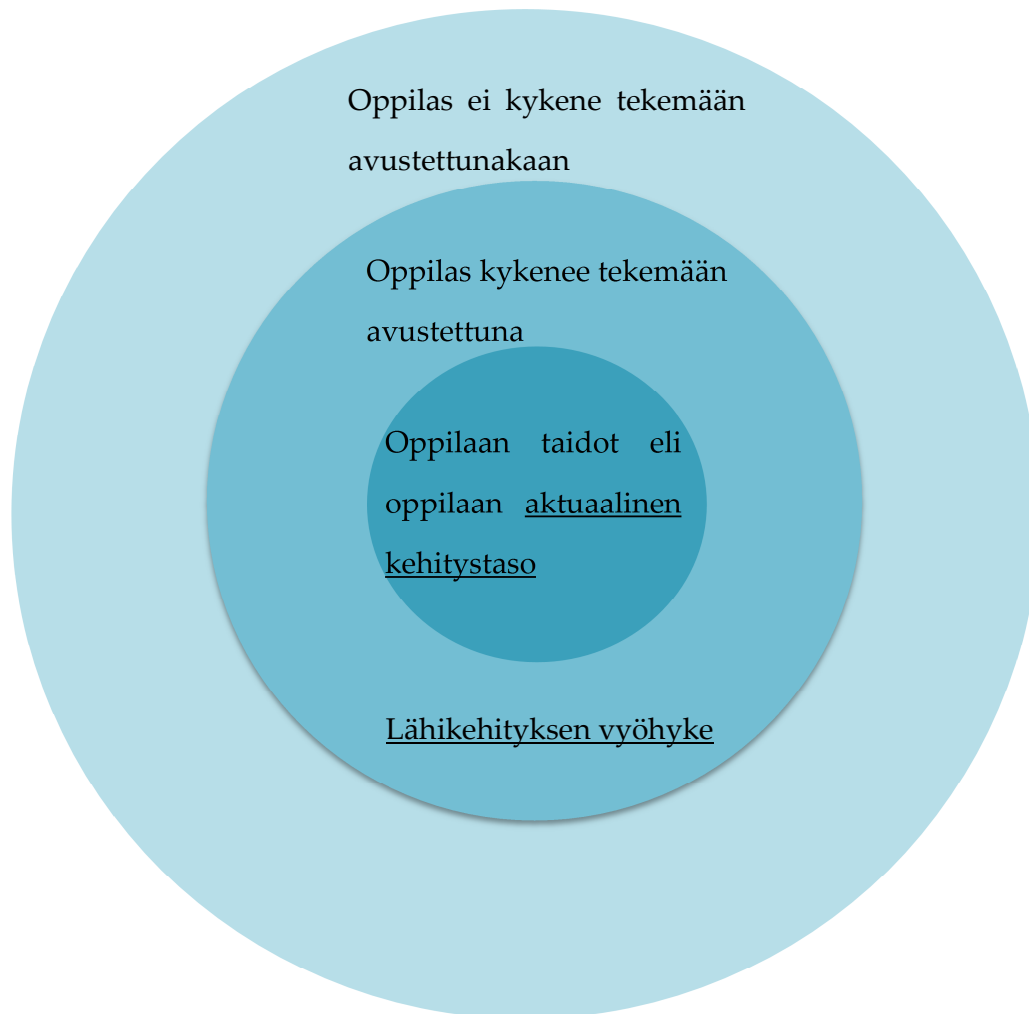 Oppilas ei kykene tekemään
avustettunakaan
Oppilas kykenee tekemään
avustettuna
Oppilaan taidot eli
oppilaan aktuaalinen
kehitystaso
Lähikehityksen vyöhyke